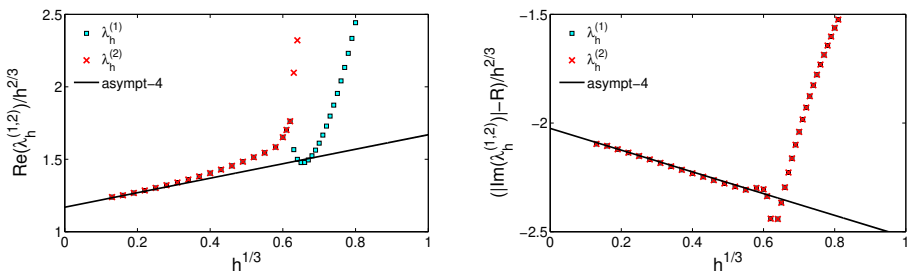 2.5
2
1.5
1
0
0.2
0.4
0.6
0.8
1
h^{1/3}
Re(λ_h^{(1,2)})/h^{2/3}
λ_h^{(1)}
λ_h^{(2)}
asympt−4
−1.5
−2
−2.5
0
0.2
0.4
0.6
0.8
1
h^{1/3}
(|Im(λ_h^{(1,2)})|−R)/h^{2/3}
λ_h^{(1)}
λ_h^{(2)}
asympt−4